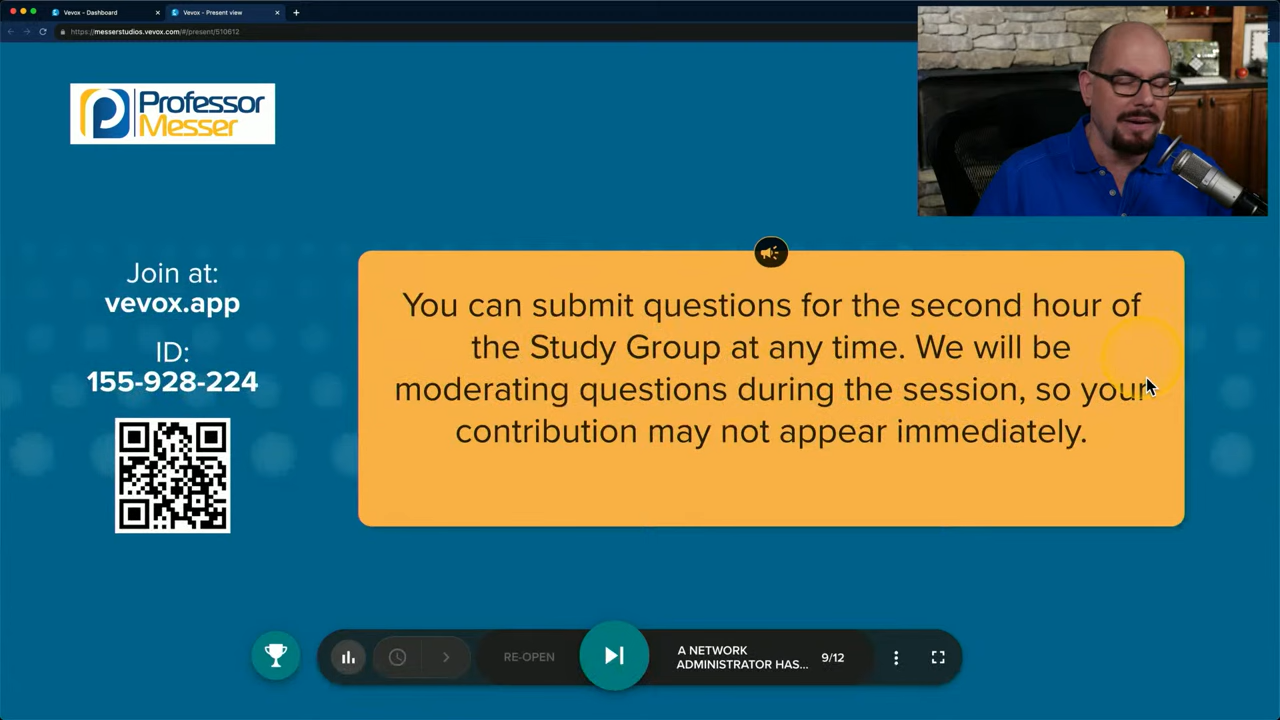 Vevox - Dashboard
Vevox - Present view
https://messerstudios.vevox.com/#/present/510612
Professor
Messer
Join at:
vevox.app
ID:
155-928-224
You can submit questions for the second hour of
the Study Group at any time. We will be
moderating questions during the session, so your
contribution may not appear immediately.
RE-OPEN
A NETWORK
ADMINISTRATOR HAS...
9/12